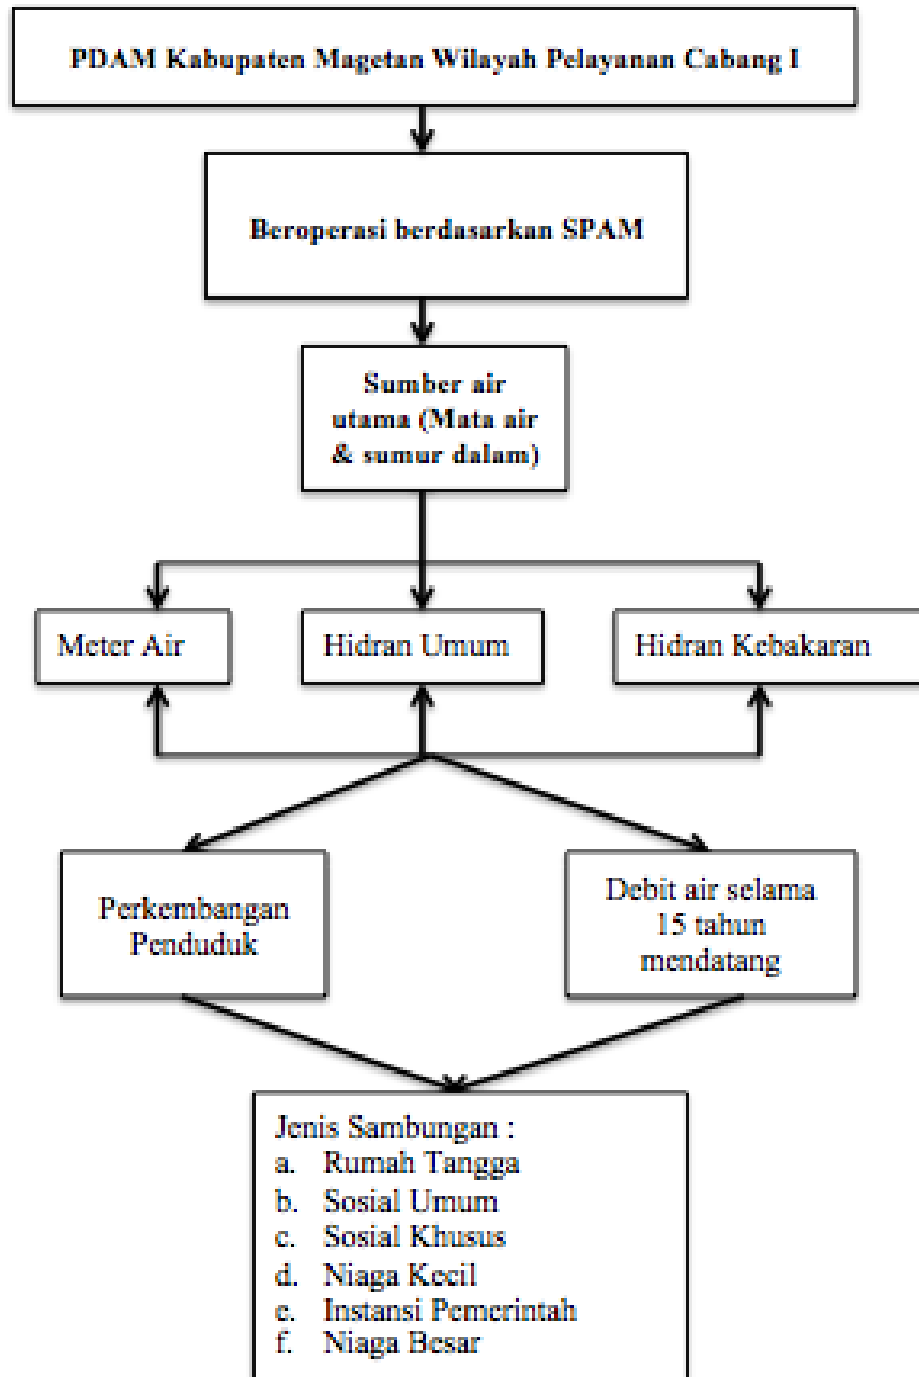 PDAM Kabupaten Magetan Wilayah Pelayanan Cabang I
Beroperasi berdasarkan SPAM
Sumber air
utama (Mata air
& sumur dalam)
Meter Air
Hidran Umum
Hidran Kebakaran
Perkembangan
Penduduk
Debit air selama
15 tahun
mendatang
Jenis Sambungan :
a. Rumah Tangga
b. Sosial Umum
c. Sosial Khusus
d. Niaga Kecil
e. Instansi Pemerintah
f. Niaga Besar